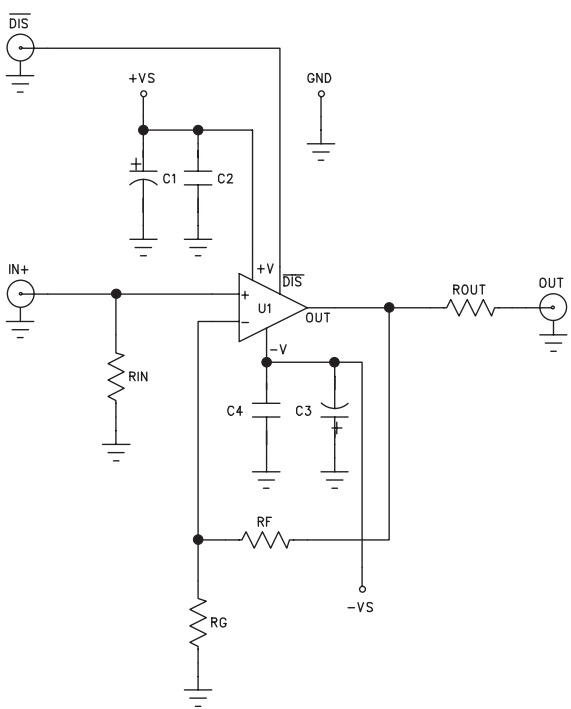 DIS
+VS
GND
+
C1
C2
IN+
+V
DIS
+
U1
OUT
−
−V
ROUT
OUT
RIN
C4
C3
+
RF
−VS
RG